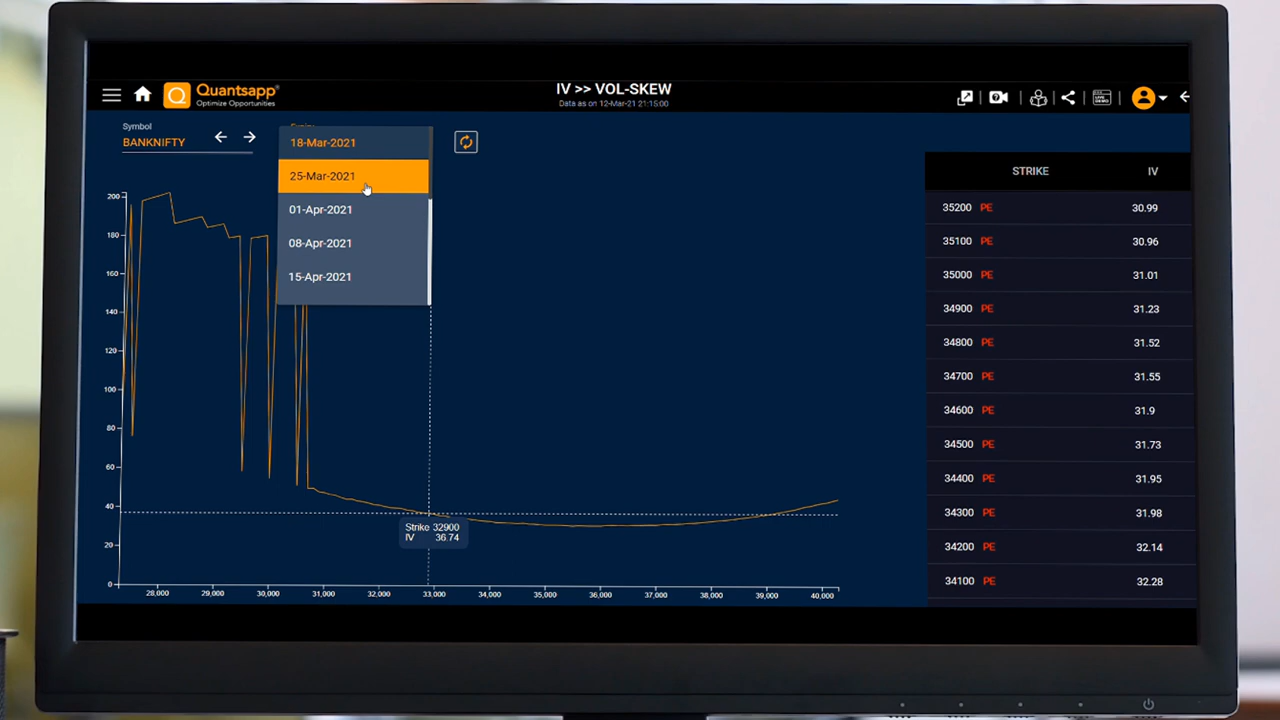 Quantsapp®
Optimize Opportunities
IV >> VOL-SKEW
Data as on 12-Mar-21 21:15:00
LIVE
DEMO
Symbol
BANKNIFTY
18-Mar-2021
25-Mar-2021
01-Apr-2021
08-Apr-2021
15-Apr-2021
200
180
160
140
120
100
80
60
40
20
0
28,000 29,000 30,000 31,000 32,000 33,000 34,000 35,000 36,000 37,000 38,000 39,000 40,000
Strike 32900
IV 36.74
STRIKE IV
35200 PE 30.99
35100 PE 30.96
35000 PE 31.01
34900 PE 31.23
34800 PE 31.52
34700 PE 31.55
34600 PE 31.9
34500 PE 31.73
34400 PE 31.95
34300 PE 31.98
34200 PE 32.14
34100 PE 32.28